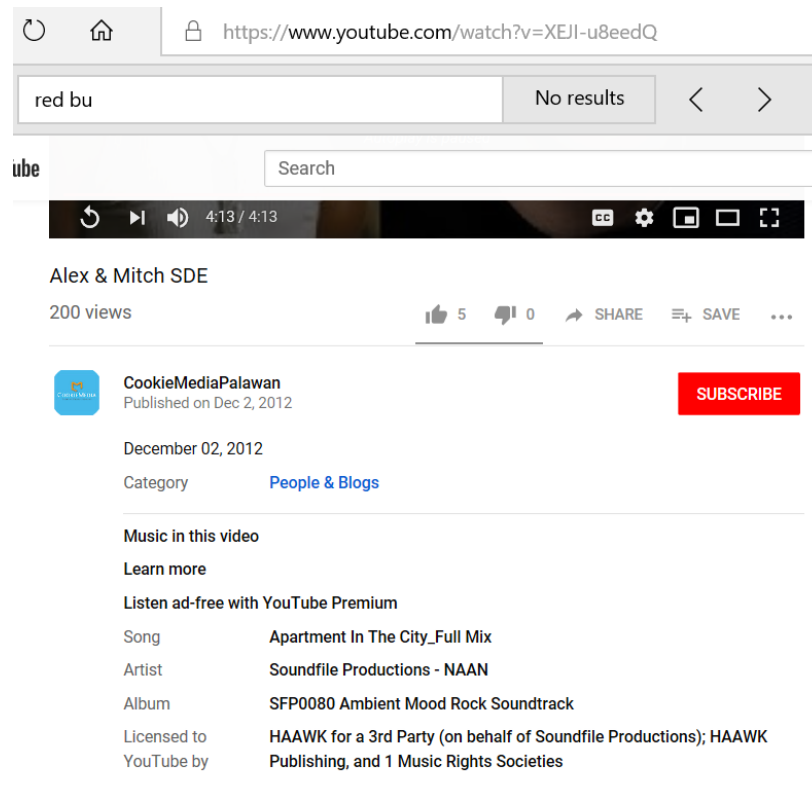 https://www.youtube.com/watch?v=XEJI-u8eedQ
red bu No results
ube Search
4:13 / 4:13 CC
Alex & Mitch SDE
200 views 5 0 SHARE SAVE ...
CookieMediaPalawan SUBSCRIBE
Published on Dec 2, 2012
December 02, 2012
Category People & Blogs
Music in this video
Learn more
Listen ad-free with YouTube Premium
Song Apartment In The City_Full Mix
Artist Soundfile Productions - NAAN
Album SFP0080 Ambient Mood Rock Soundtrack
Licensed to HAAWK for a 3rd Party (on behalf of Soundfile Productions); HAAWK
YouTube by Publishing, and 1 Music Rights Societies